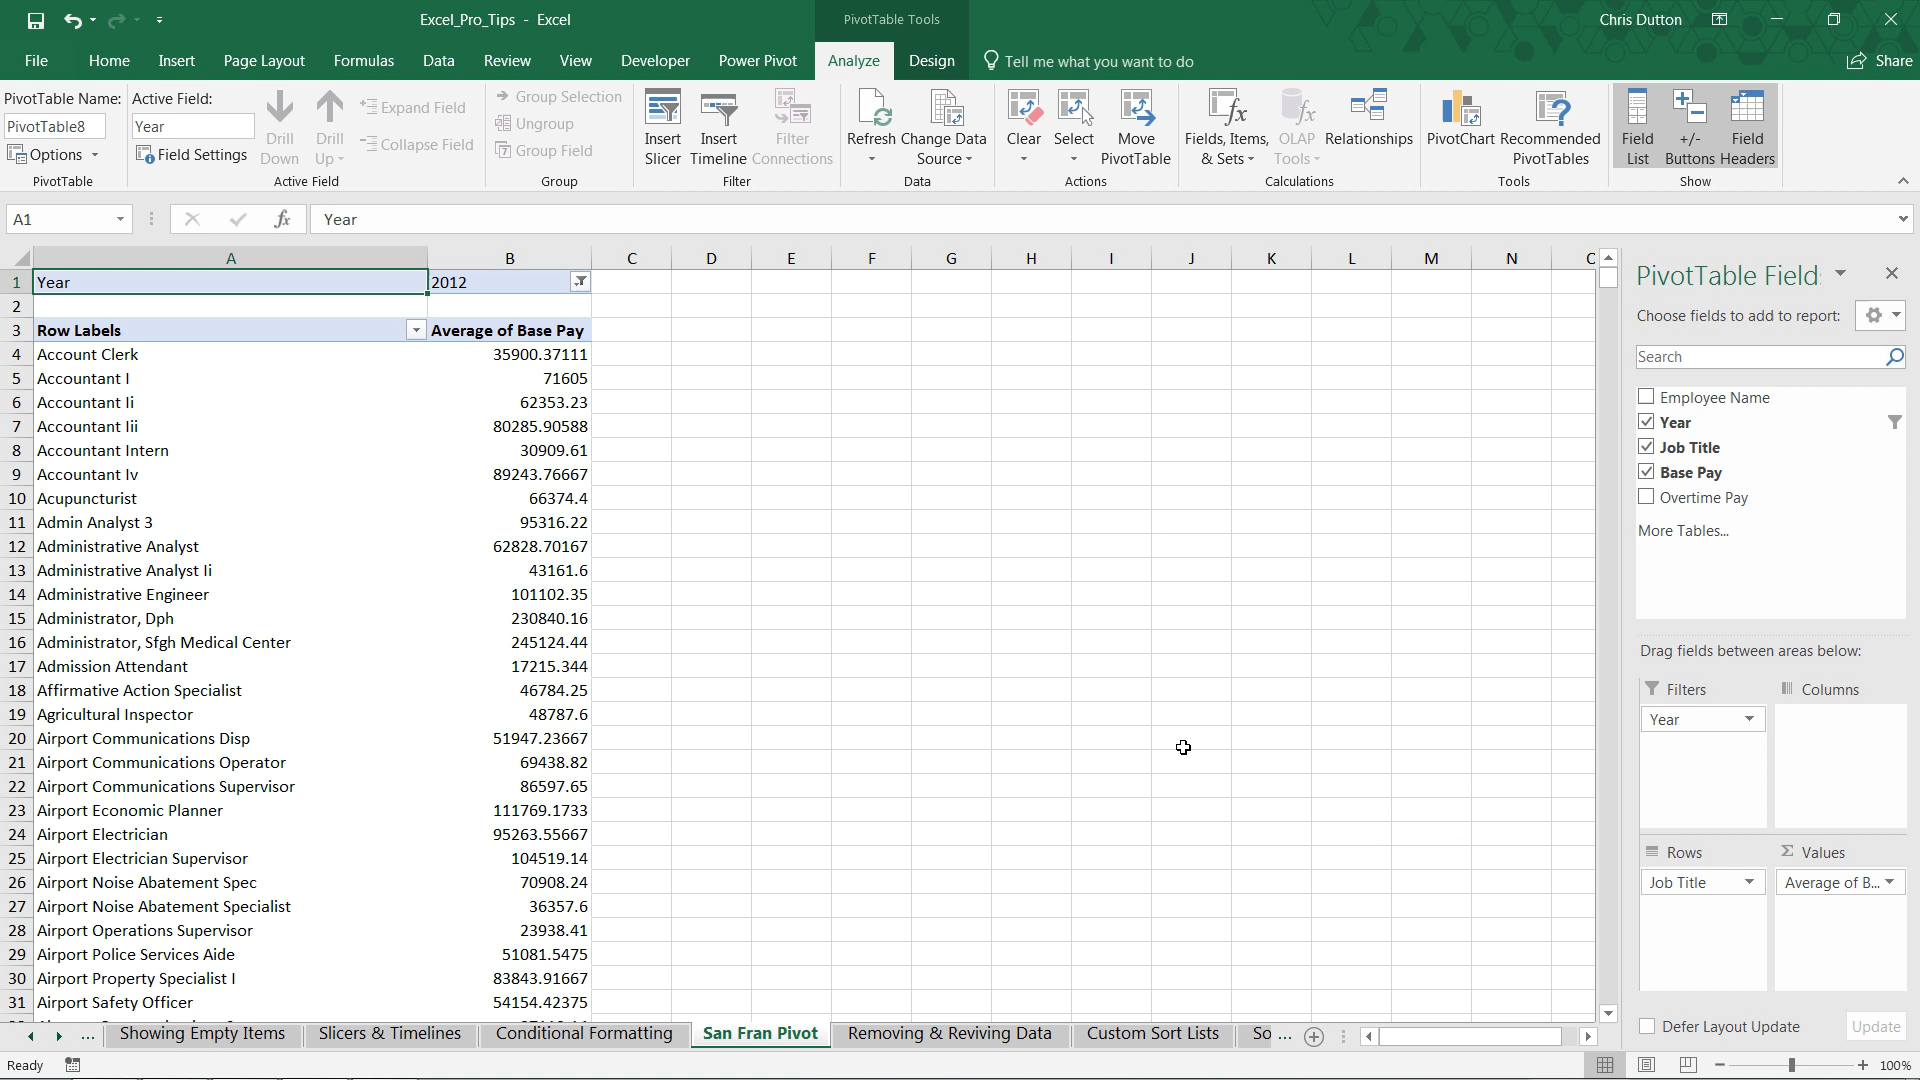 Excel_Pro_Tips - Excel
PivotTable Tools
Chris Dutton
File Home Insert Page Layout Formulas Data Review View Developer Power Pivot Analyze Design Tell me what you want to do Share
PivotTable Name:
PivotTable8
Options
PivotTable
Active Field:
Year
Field Settings
Drill Down
Drill Up
Expand Field
Collapse Field
Active Field
Group Selection
Ungroup
Group Field
Group
Insert Slicer
Insert Timeline
Filter Connections
Filter
Refresh
Change Data Source
Data
Clear
Select
Move PivotTable
Actions
Fields, Items, & Sets
OLAP Tools
Relationships
Calculations
PivotChart
Recommended PivotTables
Tools
Field List
+/- Buttons
Field Headers
Show
A1 fx Year
A B C D E F G H I J K L M N
1 Year 2012
2
3 Row Labels Average of Base Pay
4 Account Clerk 35900.37111
5 Accountant I 71605
6 Accountant Ii 62353.23
7 Accountant Iii 80285.90588
8 Accountant Intern 30909.61
9 Accountant Iv 89243.76667
10 Acupuncturist 66374.4
11 Admin Analyst 3 95316.22
12 Administrative Analyst 62828.70167
13 Administrative Analyst Ii 43161.6
14 Administrative Engineer 101102.35
15 Administrator, Dph 230840.16
16 Administrator, Sfgh Medical Center 245124.44
17 Admission Attendant 17215.344
18 Affirmative Action Specialist 46784.25
19 Agricultural Inspector 48787.6
20 Airport Communications Disp 51947.23667
21 Airport Communications Operator 69438.82
22 Airport Communications Supervisor 86597.65
23 Airport Economic Planner 111769.1733
24 Airport Electrician 95263.55667
25 Airport Electrician Supervisor 104519.14
26 Airport Noise Abatement Spec 70908.24
27 Airport Noise Abatement Specialist 36357.6
28 Airport Operations Supervisor 23938.41
29 Airport Police Services Aide 51081.5475
30 Airport Property Specialist I 83843.91667
31 Airport Safety Officer 54154.42375
PivotTable Field
Choose fields to add to report:
Search
Employee Name
Year
Job Title
Base Pay
Overtime Pay
More Tables...
Drag fields between areas below:
Filters Columns
Year
Rows Values
Job Title Average of B...
Defer Layout Update Update
... Showing Empty Items Slicers & Timelines Conditional Formatting San Fran Pivot Removing & Reviving Data Custom Sort Lists So ...
Ready 100%